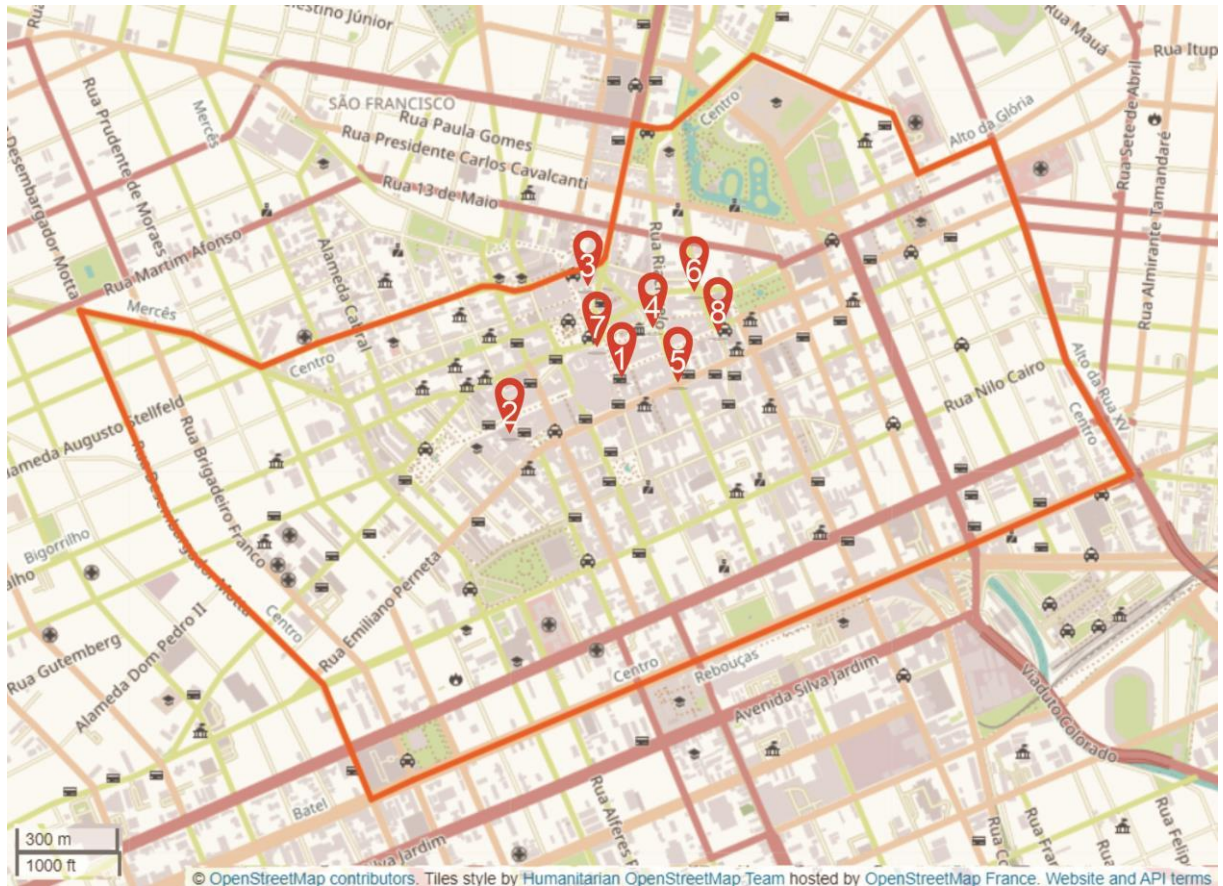 Rua Mauá
Rua Itup
SÃO FRANCISCO
Rua Paula Gomes
Rua Presidente Carlos Cavalcanti
Rua 13 de Maio
Mercês
Rua Prudente de Moraes
Desembargador Motta
Centro
Alto da Glória
Rua Sete de Abril
Rua Almirante Tamandaré
Rua Martim Afonso
Alameda Cabral
Mercês
Centro
3
6
4
7
8
1
5
2
Rua Nilo Cairo
Alto da Rua XV
Centro
Alameda Augusto Stellfeld
Rua Brigadeiro Franco
Rua Desembargador Motta
Bigorrilho
Centro
Rua Emiliano Perneta
Rua Gutemberg
Alameda Dom Pedro II
Centro
Rebouças
Avenida Silva Jardim
Viaduto Colorado
Batel
300 m
1000 ft
Jardim
© OpenStreetMap contributors. Tiles style by Humanitarian OpenStreetMap Team hosted by OpenStreetMap France. Website and API terms